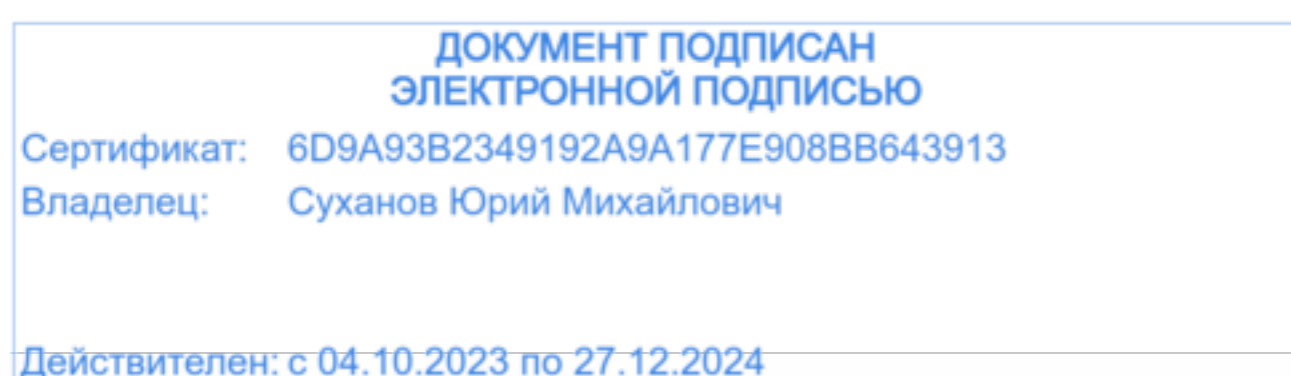 ДОКУМЕНТ ПОДПИСАН
ЭЛЕКТРОННОЙ ПОДПИСЬЮ
Сертификат: 6D9A93B2349192A9A177E908BB643913
Владелец: Суханов Юрий Михайлович
Действителен: с 04.10.2023 по 27.12.2024